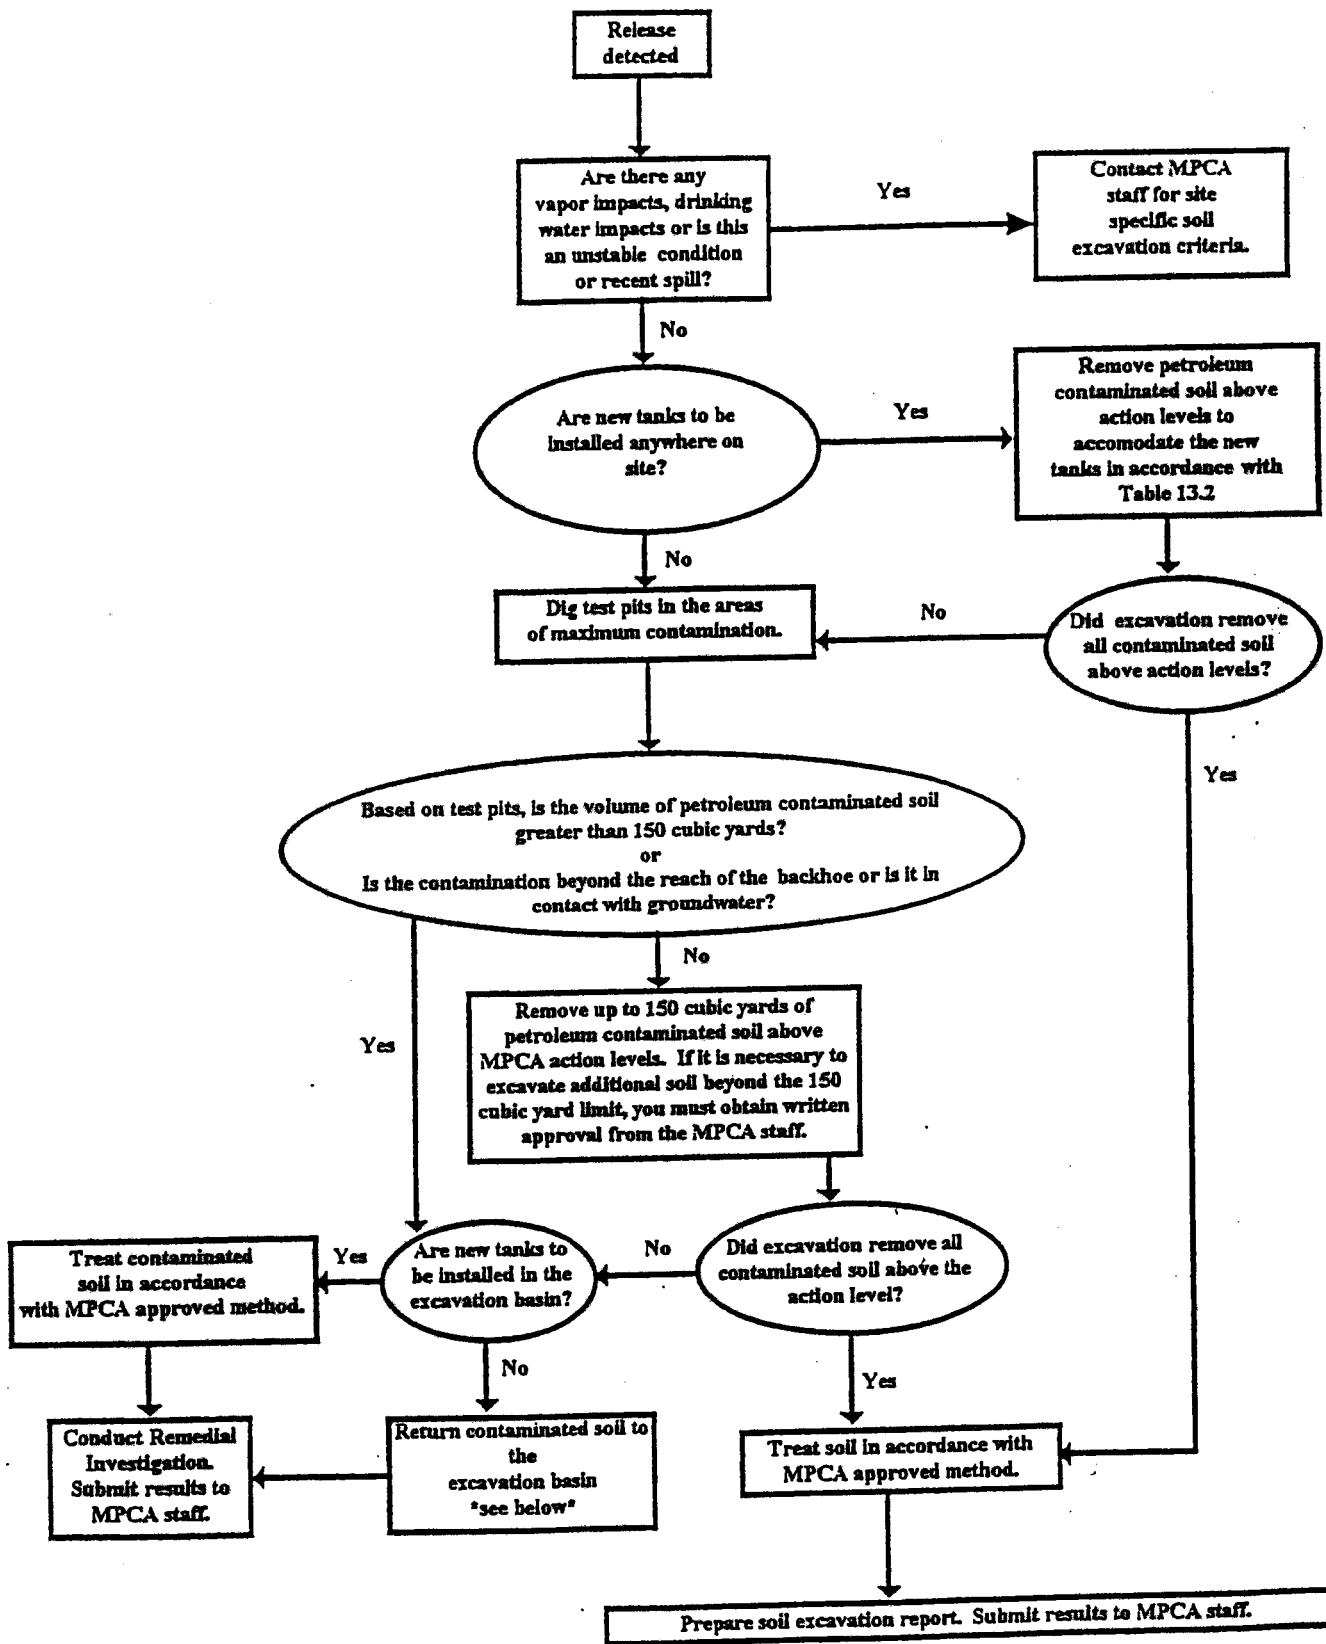 Release
detected
Are there any
vapor impacts, drinking
water impacts or is this
an unstable condition
or recent spill?
Yes
Contact MPCA
staff for site
specific soil
excavation criteria.
No
Are new tanks to be
installed anywhere on
site?
Yes
Remove petroleum
contaminated soil above
action levels to
accomodate the new
tanks in accordance with
Table 13.2
No
Dig test pits in the areas
of maximum contamination.
No
Did excavation remove
all contaminated soil
above action levels?
Yes
Based on test pits, is the volume of petroleum contaminated soil
greater than 150 cubic yards?
or
Is the contamination beyond the reach of the backhoe or is it in
contact with groundwater?
No
Yes
Remove up to 150 cubic yards of
petroleum contaminated soil above
MPCA action levels. If it is necessary to
excavate additional soil beyond the 150
cubic yard limit, you must obtain written
approval from the MPCA staff.
Treat contaminated
soil in accordance
with MPCA approved method.
Yes
Are new tanks to
be installed in the
excavation basin?
No
Did excavation remove all
contaminated soil above the
action level?
No
Yes
Conduct Remedial
Investigation.
Submit results to
MPCA staff.
Return contaminated soil to
the
excavation basin
*see below*
Treat soil in accordance with
MPCA approved method.
Prepare soil excavation report. Submit results to MPCA staff.